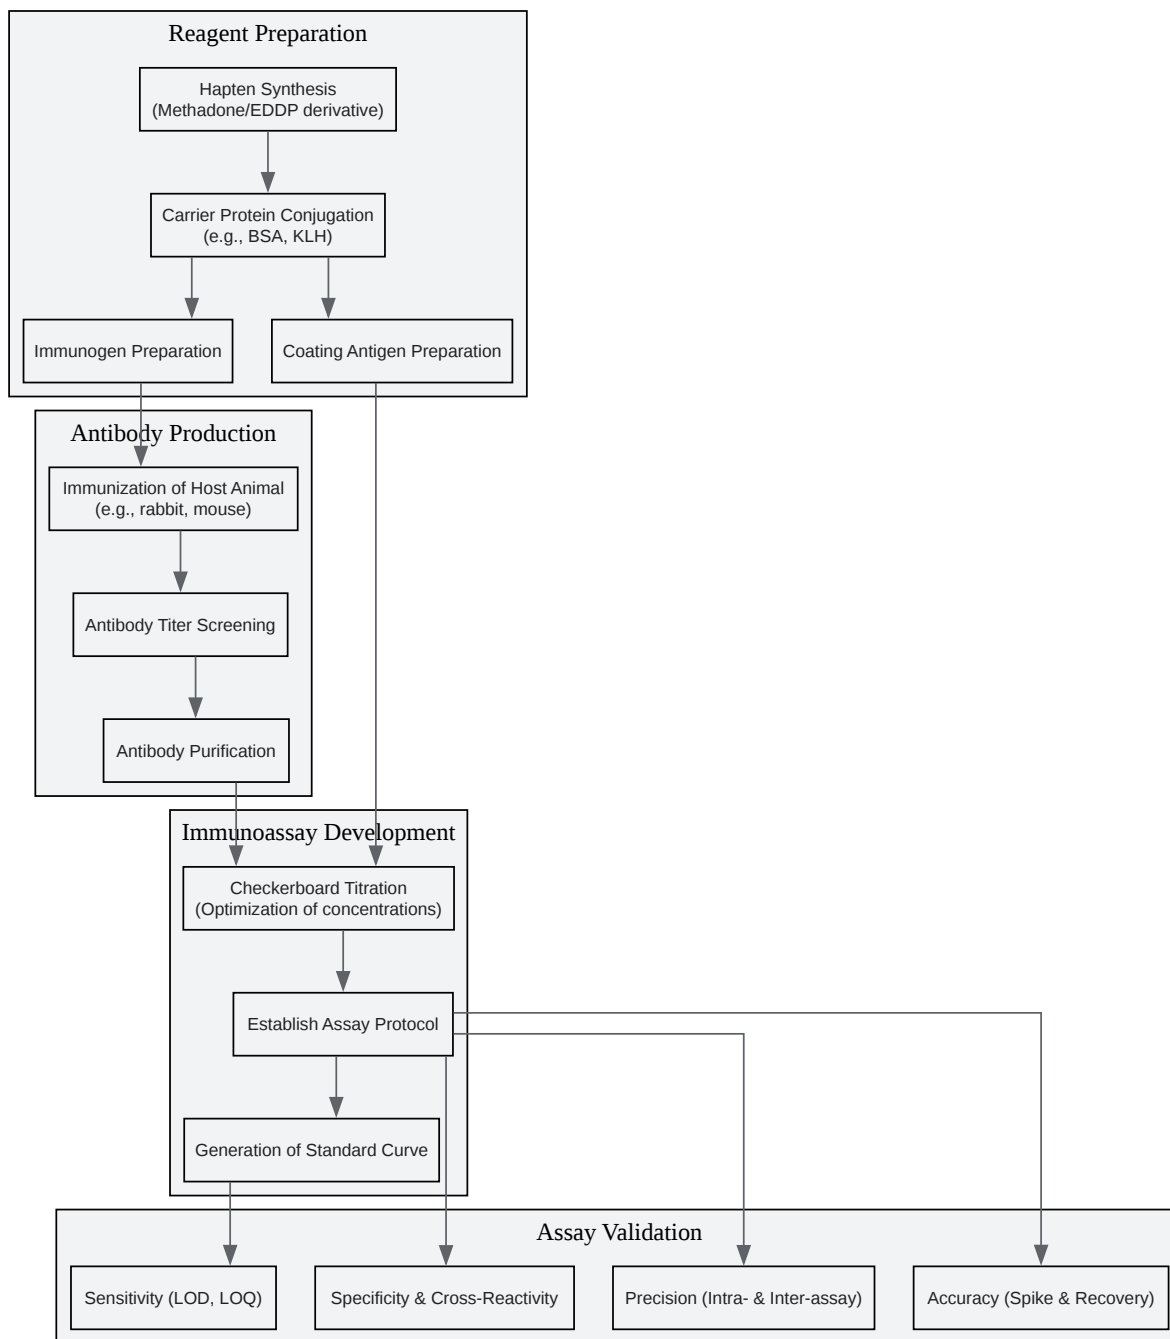 Reagent Preparation
Hapten Synthesis
(Methadone/EDDP derivative)
Carrier Protein Conjugation
(e.g., BSA, KLH)
Immunogen Preparation
Coating Antigen Preparation
Antibody Production
Immunization of Host Animal
(e.g., rabbit, mouse)
Antibody Titer Screening
Antibody Purification
Immunoassay Development
Checkerboard Titration
(Optimization of concentrations)
Establish Assay Protocol
Generation of Standard Curve
Assay Validation
Sensitivity (LOD, LOQ)
Specificity & Cross-Reactivity
Precision (Intra- & Inter-assay)
Accuracy (Spike & Recovery)